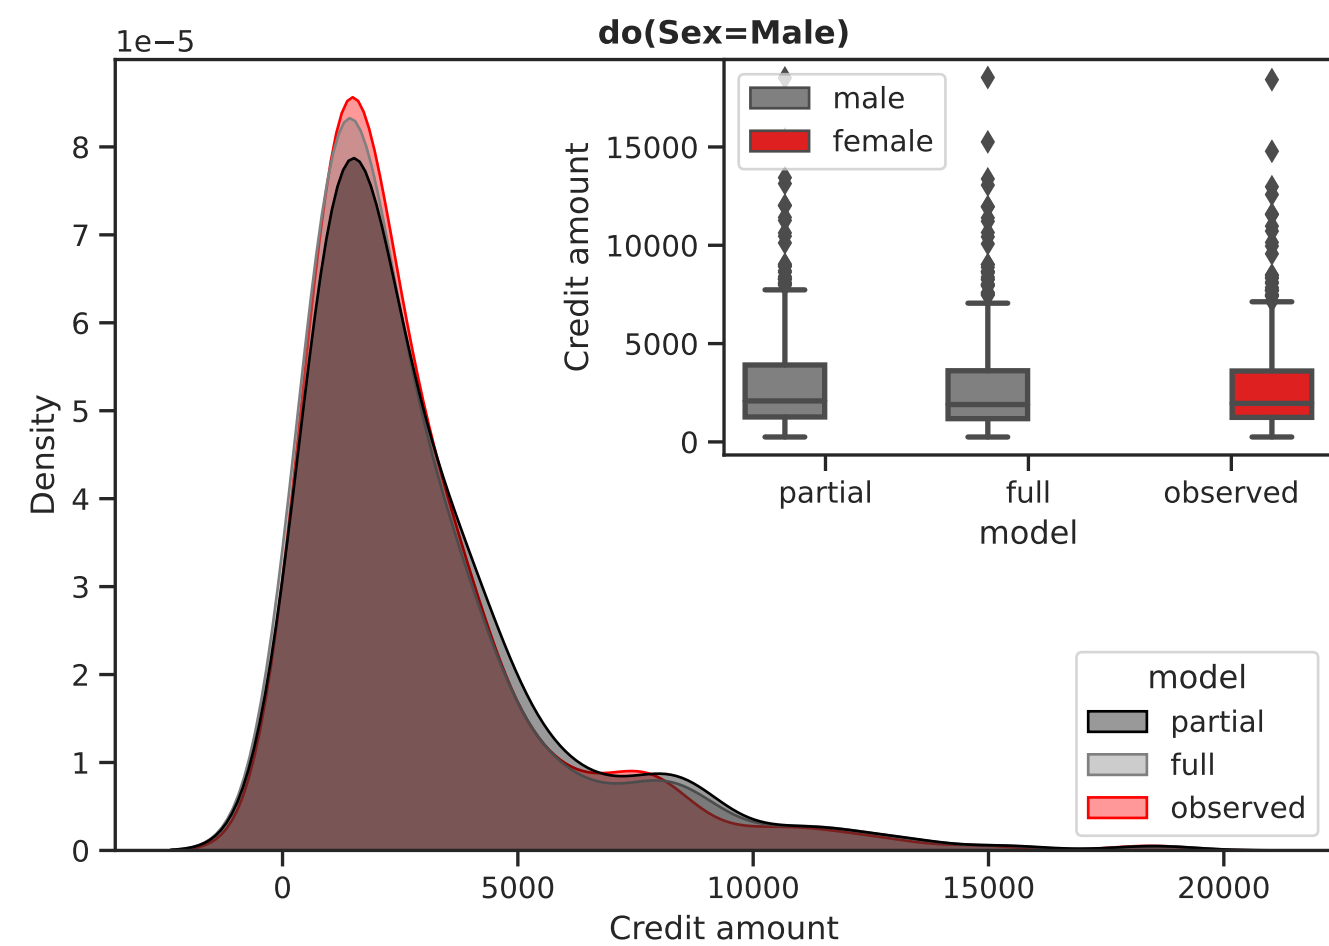 do(Sex=Male)
1e−5
8
7
6
5
4
3
2
1
0
Density
0
5000
10000
15000
20000
Credit amount
male
female
15000
10000
5000
0
Credit amount
partial
full
observed
model
model
partial
full
observed